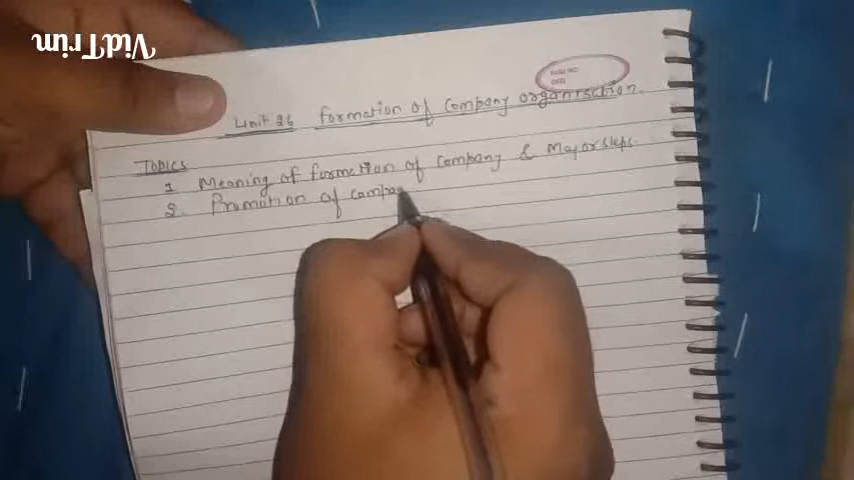 VidTrim
Unit 26 Formation of Company organisation.
Topics
1 Meaning of formation of company & Major steps.
2. Promotion of compan